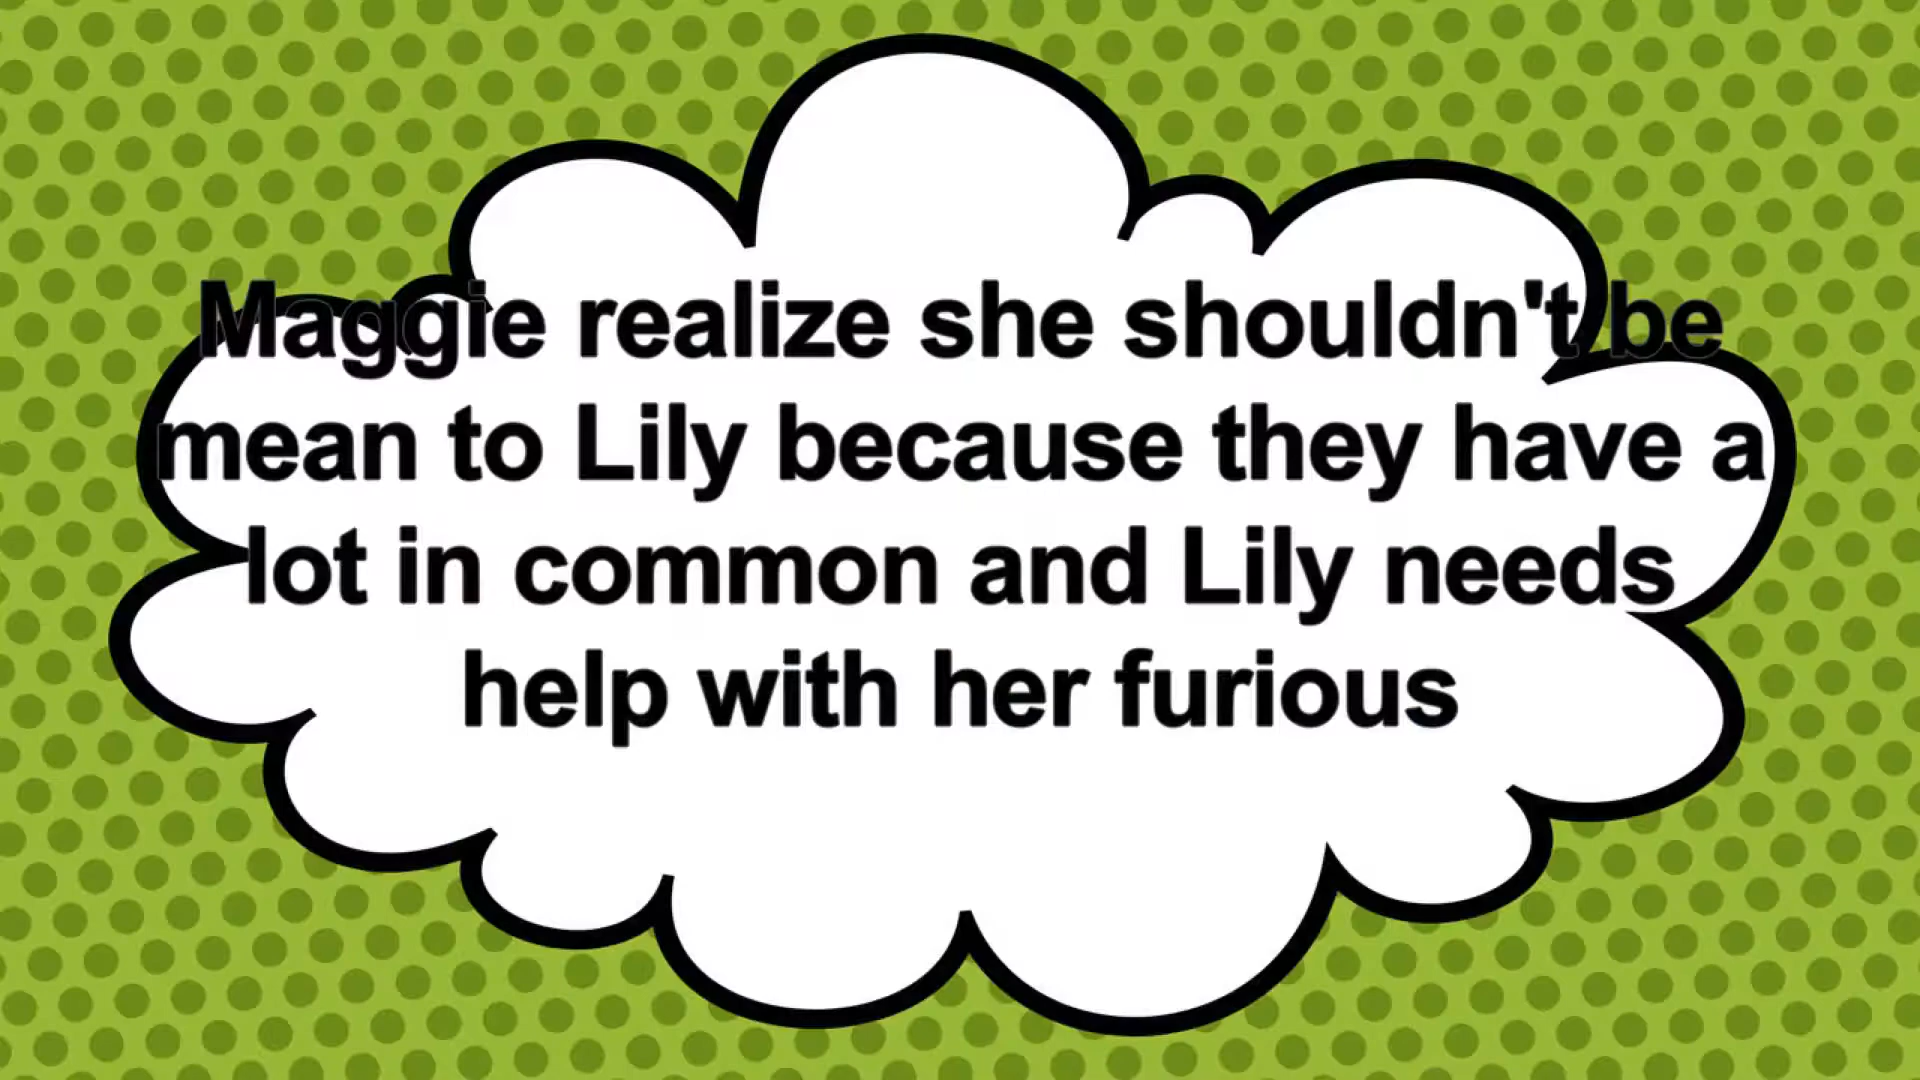 Maggie realize she shouldn't be
mean to Lily because they have a
lot in common and Lily needs
help with her furious